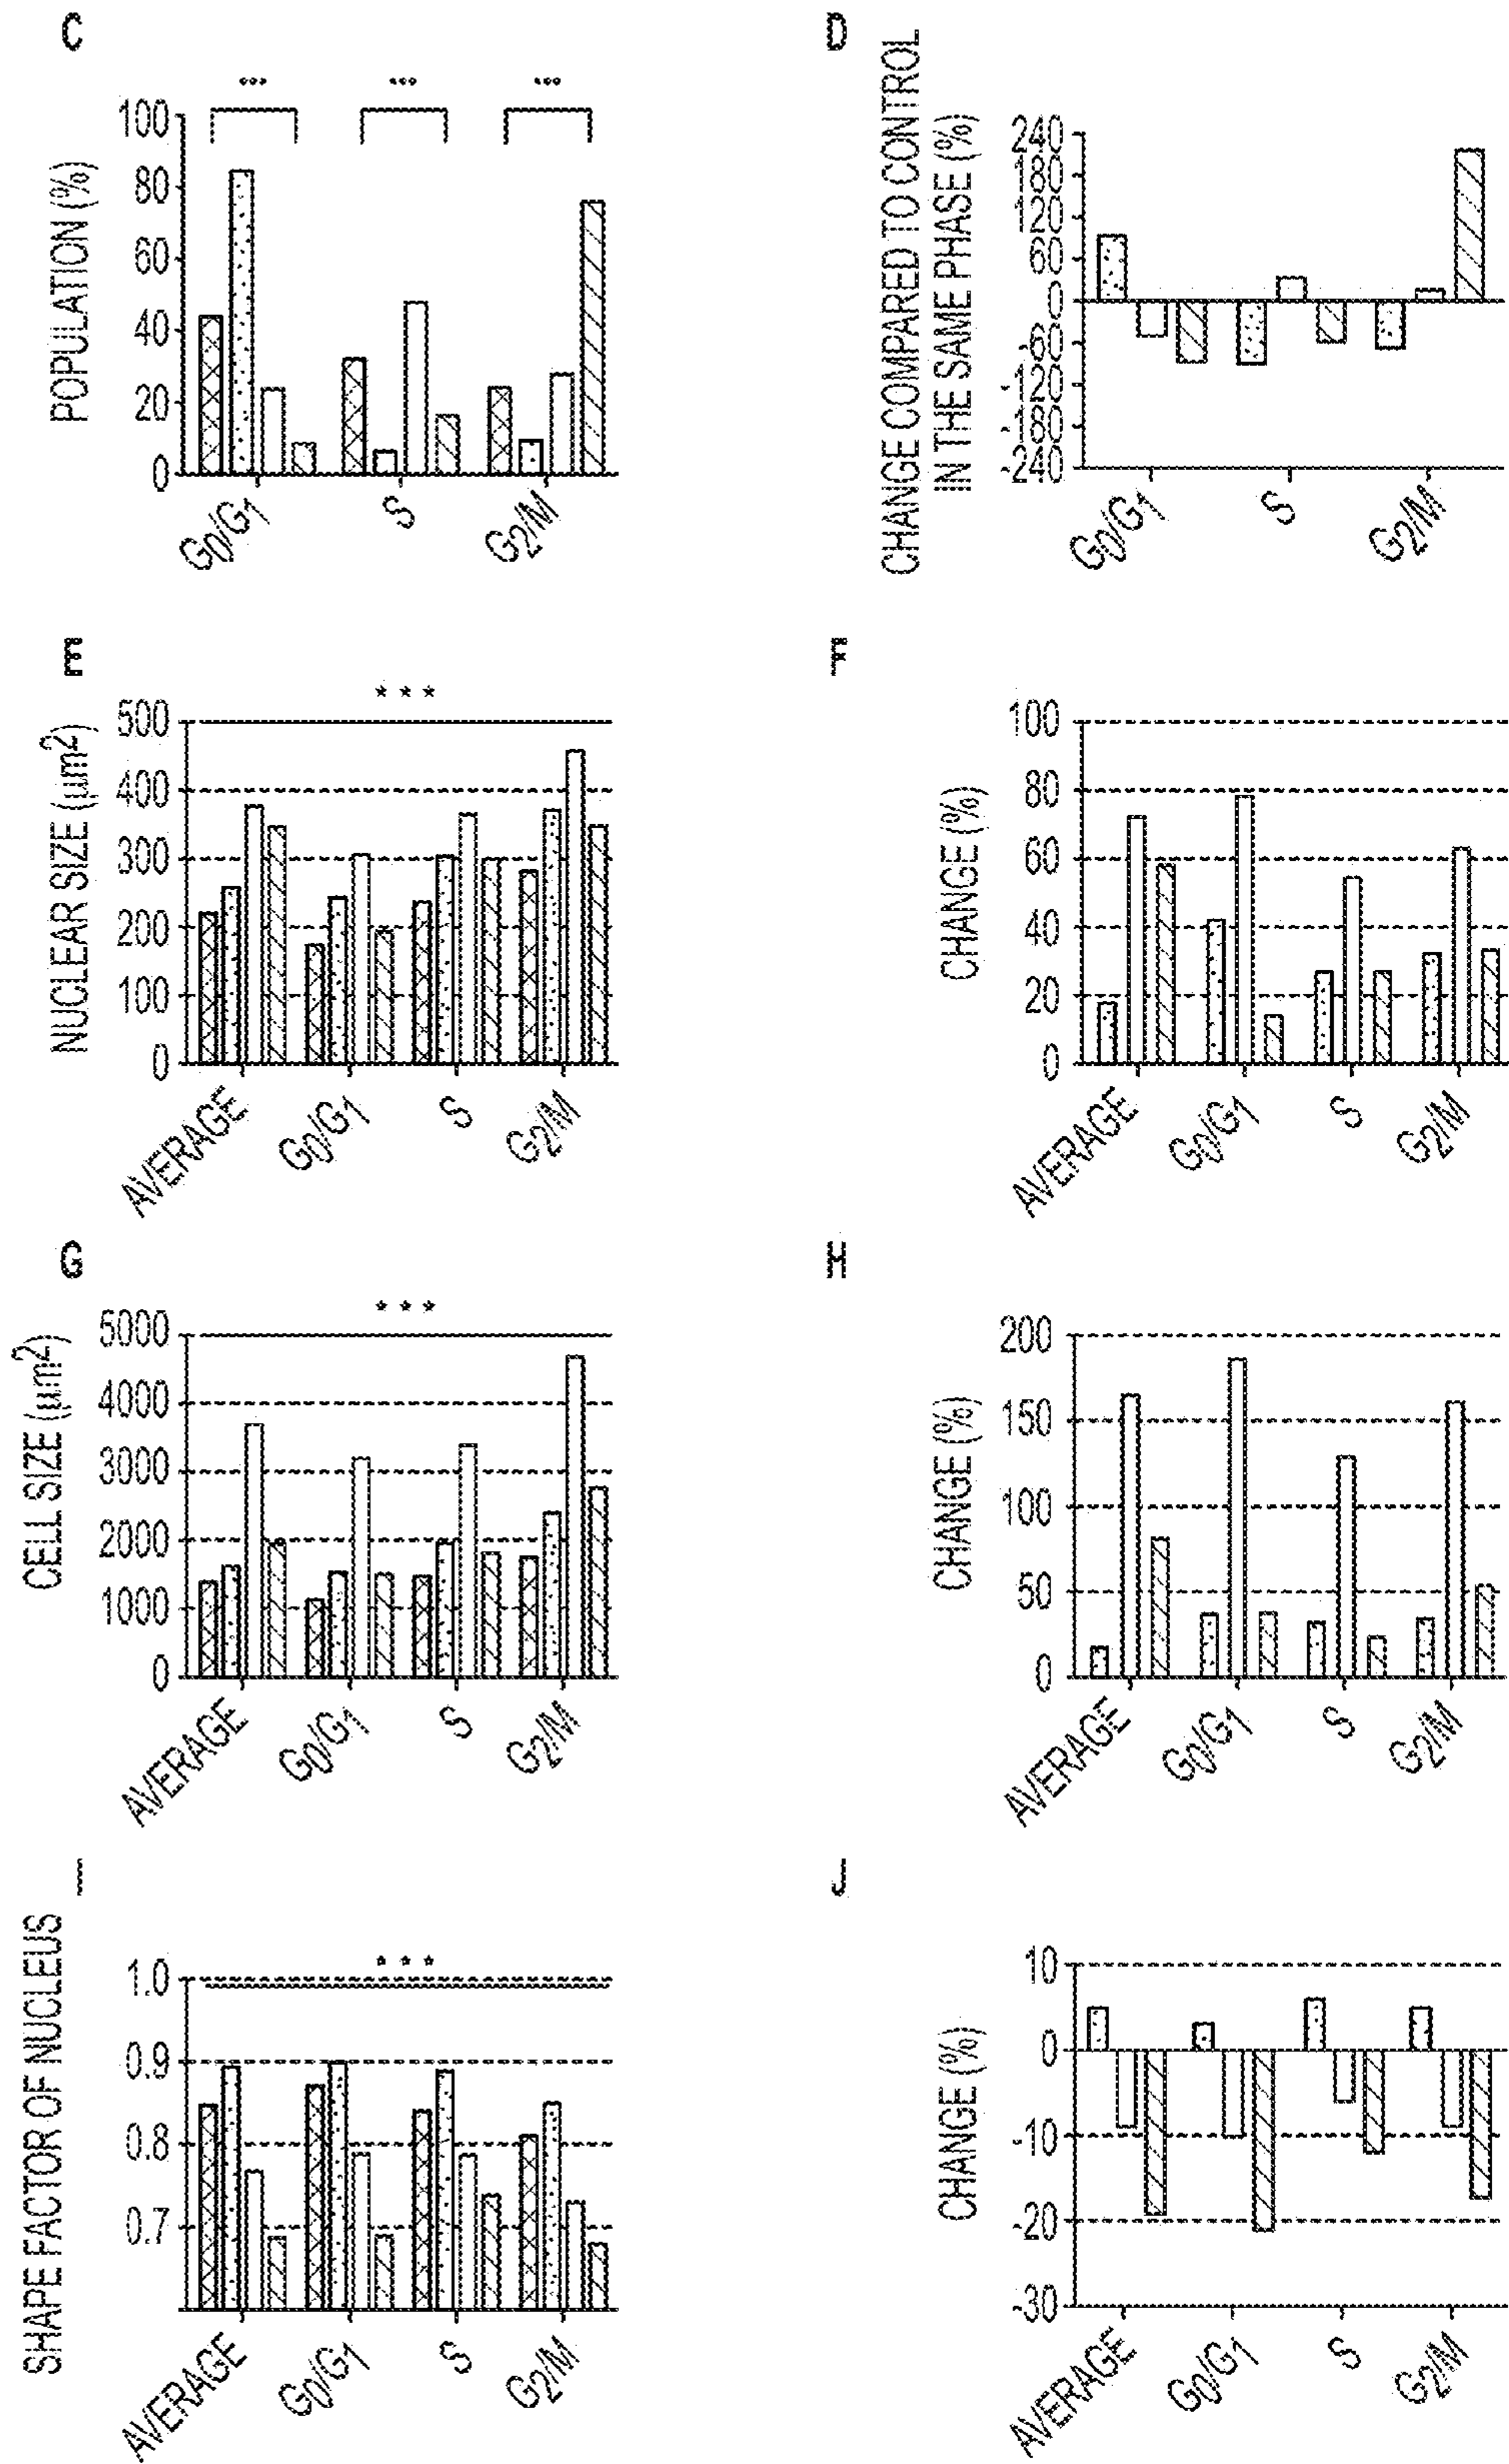 C
***
***
***
POPULATION (%)
100
80
60
40
20
0
G0/G1
S
G2/M
D
CHANGE COMPARED TO CONTROL
IN THE SAME PHASE (%)
240
180
120
60
0
-60
-120
-180
-240
G0/G1
S
G2/M
E
***
NUCLEAR SIZE (µm²)
500
400
300
200
100
0
AVERAGE
G0/G1
S
G2/M
F
CHANGE (%)
100
80
60
40
20
0
AVERAGE
G0/G1
S
G2/M
G
***
CELL SIZE (µm²)
5000
4000
3000
2000
1000
0
AVERAGE
G0/G1
S
G2/M
H
CHANGE (%)
200
150
100
50
0
AVERAGE
G0/G1
S
G2/M
I
***
SHAPE FACTOR OF NUCLEUS
1.0
0.9
0.8
0.7
AVERAGE
G0/G1
S
G2/M
J
CHANGE (%)
10
0
-10
-20
-30
AVERAGE
G0/G1
S
G2/M